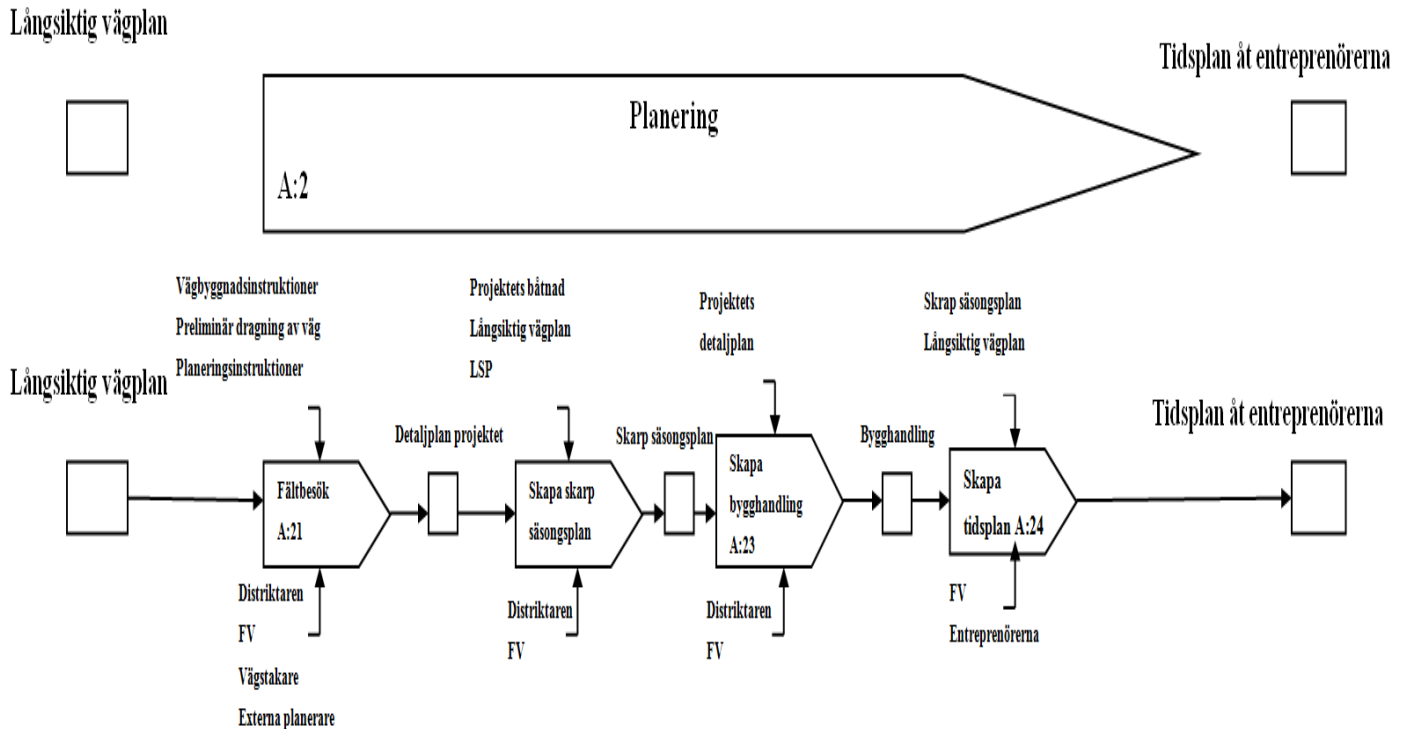 Långsiktig vägplan
Tidsplan åt entreprenörerna
Planering
A:2
Vägbyggnadsinstruktioner
Preliminär dragning av väg
Planeringsinstruktioner
Projektets båtnad
Långsiktig vägplan
LSP
Projektets
detaljplan
Skrap säsongsplan
Långsiktig vägplan
Långsiktig vägplan
Detaljplan projektet
Skarp säsongsplan
Bygghandling
Tidsplan åt entreprenörerna
Fältbesök
A:21
Skapa skarp
säsongsplan
Skapa
bygghandling
A:23
Skapa
tidsplan A:24
Distriktaren
FV
Vägstakare
Externa planerare
Distriktaren
FV
Distriktaren
FV
FV
Entreprenörerna